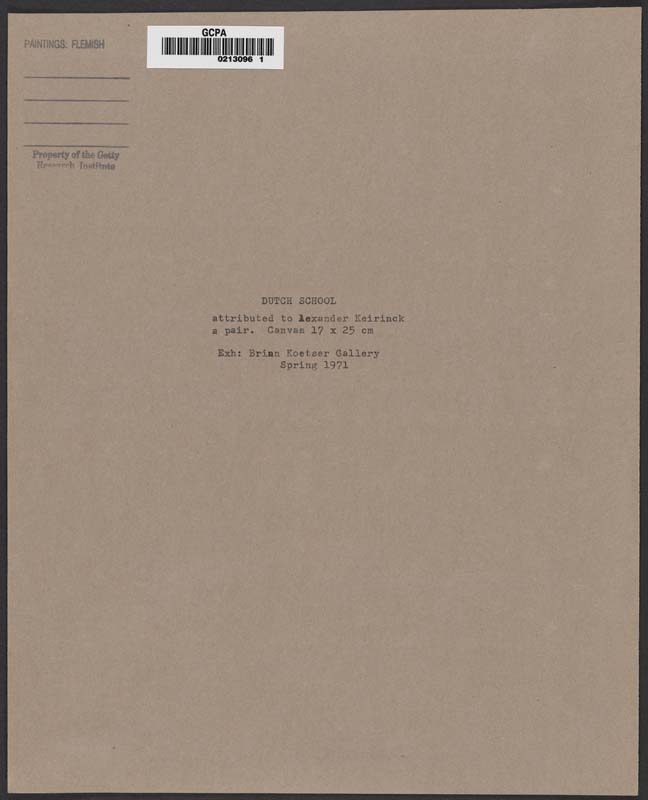 PAINTINGS: FLEMISH
GCPA
0213096 1
Property of the Getty
Research Institute
DUTCH SCHOOL
attributed to Alexander Keirinck
a pair. Canvas 17 x 25 cm
Exh: Brian Koetser Gallery
Spring 1971